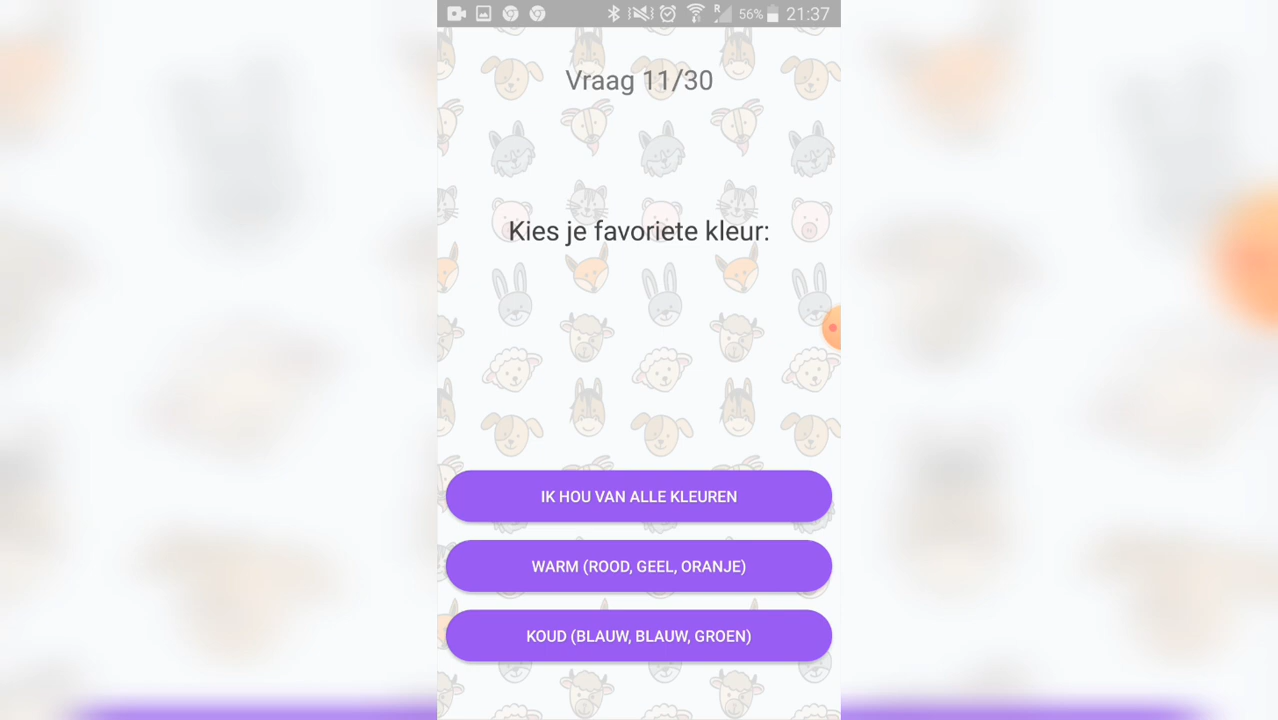 R 56% 21:37
Vraag 11/30
Kies je favoriete kleur:
IK HOU VAN ALLE KLEUREN
WARM (ROOD, GEEL, ORANJE)
KOUD (BLAUW, BLAUW, GROEN)